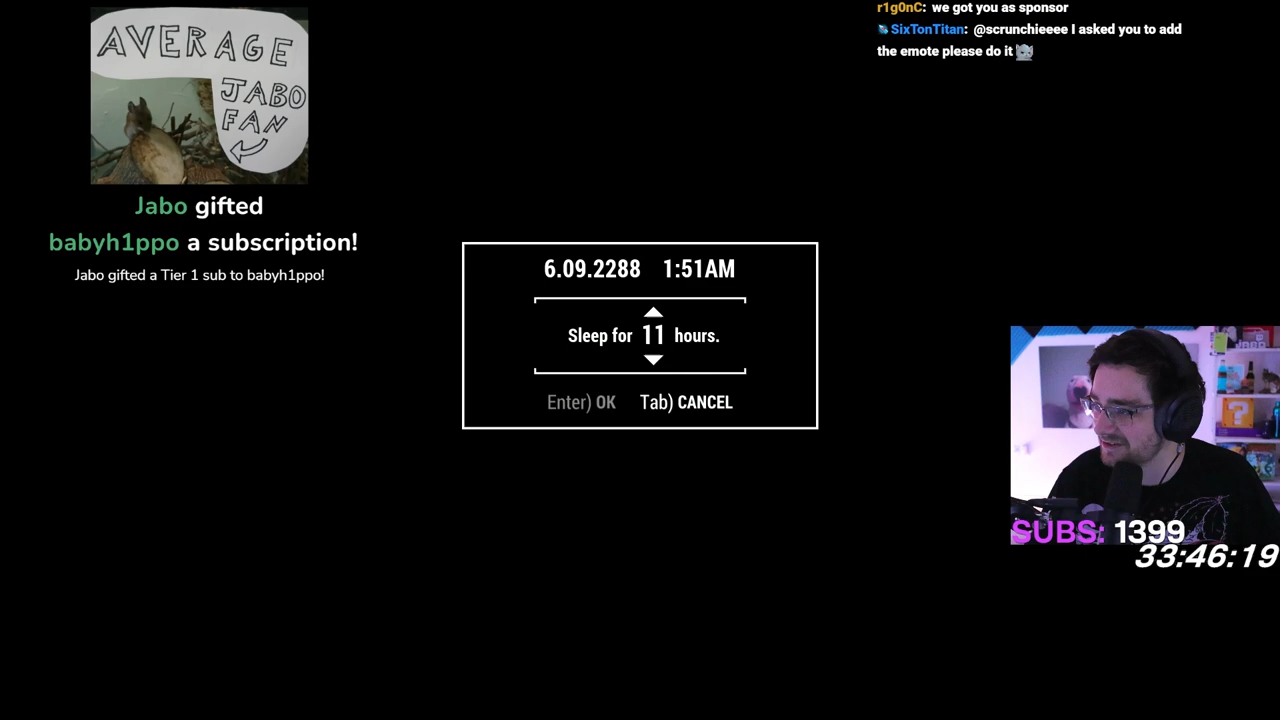 AVERAGE
JABO
FAN
Jabo gifted
babyh1ppo a subscription!
Jabo gifted a Tier 1 sub to babyh1ppo!
r1g0nC: we got you as sponsor
SixTonTitan: @scrunchieeee I asked you to add
the emote please do it
6.09.2288 1:51AM
Sleep for 11 hours.
Enter) OK Tab) CANCEL
SUBS: 1399
33:46:19